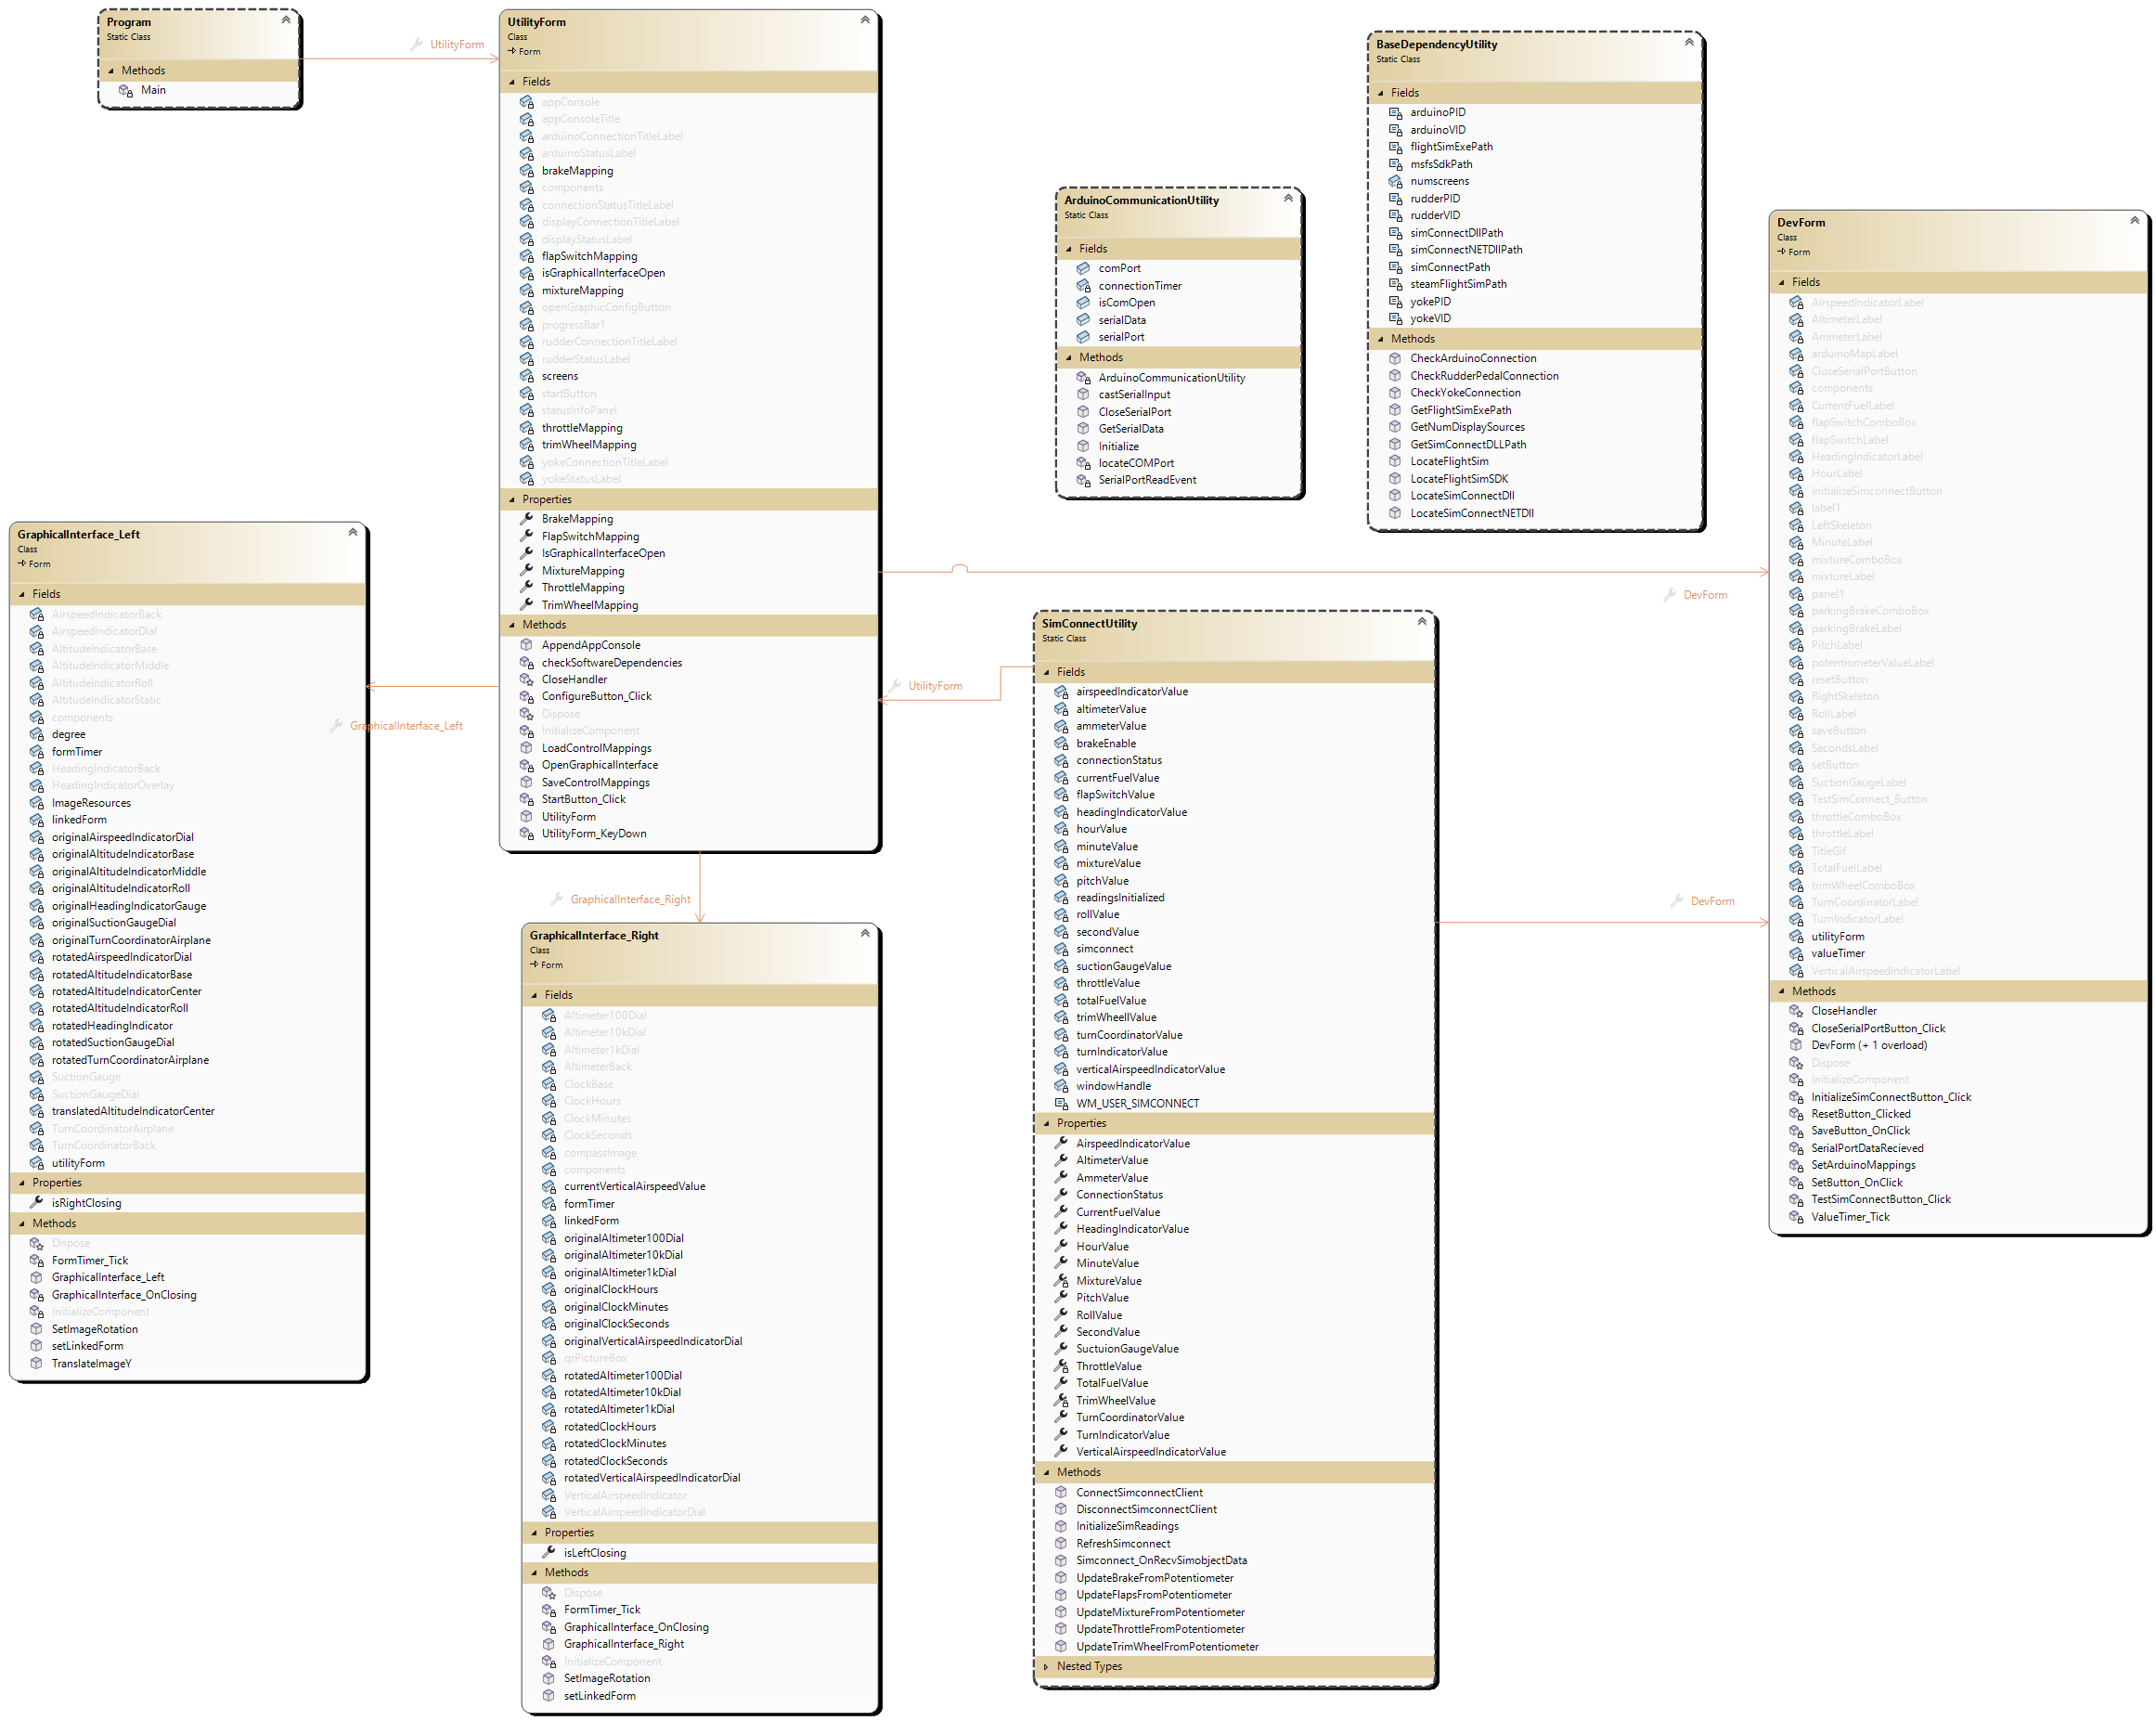 Program
Static Class
Methods
Main
UtilityForm
UtilityForm
Class
Form
Fields
appConsole
appConsoleTitle
arduinoConnectionTitleLabel
arduinoStatusLabel
brakeMapping
components
connectionStatusTitleLabel
displayConnectionTitleLabel
displayStatusLabel
flapSwitchMapping
isGraphicalInterfaceOpen
mixtureMapping
openGraphicConfigButton
progressBar1
rudderConnectionTitleLabel
rudderStatusLabel
screens
startButton
statusInfoPanel
throttleMapping
trimWheelMapping
yokeConnectionTitleLabel
yokeStatusLabel
Properties
BrakeMapping
FlapSwitchMapping
IsGraphicalInterfaceOpen
MixtureMapping
ThrottleMapping
TrimWheelMapping
Methods
AppendAppConsole
checkSoftwareDependencies
CloseHandler
ConfigureButton_Click
Dispose
InitializeComponent
LoadControlMappings
OpenGraphicalInterface
SaveControlMappings
StartButton_Click
UtilityForm
UtilityForm_KeyDown
BaseDependencyUtility
Static Class
Fields
arduinoPID
arduinoVID
flightSimExePath
msfsSdkPath
numscreens
rudderPID
rudderVID
simConnectDllPath
simConnectNETDllPath
simConnectPath
steamFlightSimPath
yokePID
yokeVID
Methods
CheckArduinoConnection
CheckRudderPedalConnection
CheckYokeConnection
GetFlightSimExePath
GetNumDisplaySources
GetSimConnectDLLPath
LocateFlightSim
LocateFlightSimSDK
LocateSimConnectDll
LocateSimConnectNETDll
ArduinoCommunicationUtility
Static Class
Fields
comPort
connectionTimer
isComOpen
serialData
serialPort
Methods
ArduinoCommunicationUtility
castSerialInput
CloseSerialPort
GetSerialData
Initialize
locateCOMPort
SerialPortReadEvent
DevForm
Class
Form
Fields
AirspeedIndicatorLabel
AltimeterLabel
AmmeterLabel
arduinoMapLabel
CloseSerialPortButton
components
CurrentFuelLabel
flapSwitchComboBox
flapSwitchLabel
HeadingIndicatorLabel
HourLabel
InitializeSimconnectButton
label1
LeftSkeleton
MinuteLabel
mixtureComboBox
mixtureLabel
panel1
parkingBrakeComboBox
parkingBrakeLabel
PitchLabel
potentiometerValueLabel
resetButton
RightSkeleton
RollLabel
saveButton
SecondsLabel
setButton
SuctionGaugeLabel
TestSimConnect_Button
throttleComboBox
throttleLabel
TitleGif
TotalFuelLabel
trimWheelComboBox
TurnCoordinatorLabel
TurnIndicatorLabel
utilityForm
valueTimer
VerticalAirspeedIndicatorLabel
Methods
CloseHandler
CloseSerialPortButton_Click
DevForm (+ 1 overload)
Dispose
InitializeComponent
InitializeSimConnectButton_Click
ResetButton_Clicked
SaveButton_OnClick
SerialPortDataRecieved
SetArduinoMappings
SetButton_OnClick
TestSimConnectButton_Click
ValueTimer_Tick
GraphicalInterface_Left
Class
Form
Fields
AirspeedIndicatorBack
AirspeedIndicatorDial
AltitudeIndicatorBase
AltitudeIndicatorMiddle
AltitudeIndicatorRoll
AltitudeIndicatorStatic
components
degree
formTimer
HeadingIndicatorBack
HeadingIndicatorOverlay
ImageResources
linkedForm
originalAirspeedIndicatorDial
originalAltitudeIndicatorBase
originalAltitudeIndicatorMiddle
originalAltitudeIndicatorRoll
originalHeadingIndicatorGauge
originalSuctionGaugeDial
originalTurnCoordinatorAirplane
rotatedAirspeedIndicatorDial
rotatedAltitudeIndicatorBase
rotatedAltitudeIndicatorCenter
rotatedAltitudeIndicatorRoll
rotatedHeadingIndicator
rotatedSuctionGaugeDial
rotatedTurnCoordinatorAirplane
SuctionGauge
SuctionGaugeDial
translatedAltitudeIndicatorCenter
TurnCoordinatorAirplane
TurnCoordinatorBack
utilityForm
Properties
isRightClosing
Methods
Dispose
FormTimer_Tick
GraphicalInterface_Left
GraphicalInterface_OnClosing
InitializeComponent
SetImageRotation
setLinkedForm
TranslateImageY
GraphicalInterface_Left
GraphicalInterface_Right
UtilityForm
DevForm
DevForm
GraphicalInterface_Right
Class
Form
Fields
Altimeter100Dial
Altimeter10kDial
Altimeter1kDial
AltimeterBack
ClockBase
ClockHours
ClockMinutes
ClockSeconds
compassImage
components
currentVerticalAirspeedValue
formTimer
linkedForm
originalAltimeter100Dial
originalAltimeter10kDial
originalAltimeter1kDial
originalClockHours
originalClockMinutes
originalClockSeconds
originalVerticalAirspeedIndicatorDial
qrPictureBox
rotatedAltimeter100Dial
rotatedAltimeter10kDial
rotatedAltimeter1kDial
rotatedClockHours
rotatedClockMinutes
rotatedClockSeconds
rotatedVerticalAirspeedIndicatorDial
VerticalAirspeedIndicator
VerticalAirspeedIndicatorDial
Properties
isLeftClosing
Methods
Dispose
FormTimer_Tick
GraphicalInterface_OnClosing
GraphicalInterface_Right
InitializeComponent
SetImageRotation
setLinkedForm
SimConnectUtility
Static Class
Fields
airspeedIndicatorValue
altimeterValue
ammeterValue
brakeEnable
connectionStatus
currentFuelValue
flapSwitchValue
headingIndicatorValue
hourValue
minuteValue
mixtureValue
pitchValue
readingsInitialized
rollValue
secondValue
simconnect
suctionGaugeValue
throttleValue
totalFuelValue
trimWheellValue
turnCoordinatorValue
turnIndicatorValue
verticalAirspeedIndicatorValue
windowHandle
WM_USER_SIMCONNECT
Properties
AirspeedIndicatorValue
AltimeterValue
AmmeterValue
ConnectionStatus
CurrentFuelValue
HeadingIndicatorValue
HourValue
MinuteValue
MixtureValue
PitchValue
RollValue
SecondValue
SuctuionGaugeValue
ThrottleValue
TotalFuelValue
TrimWheelValue
TurnCoordinatorValue
TurnIndicatorValue
VerticalAirspeedIndicatorValue
Methods
ConnectSimconnectClient
DisconnectSimconnectClient
InitializeSimReadings
RefreshSimconnect
Simconnect_OnRecvSimobjectData
UpdateBrakeFromPotentiometer
UpdateFlapsFromPotentiometer
UpdateMixtureFromPotentiometer
UpdateThrottleFromPotentiometer
UpdateTrimWheelFromPotentiometer
Nested Types